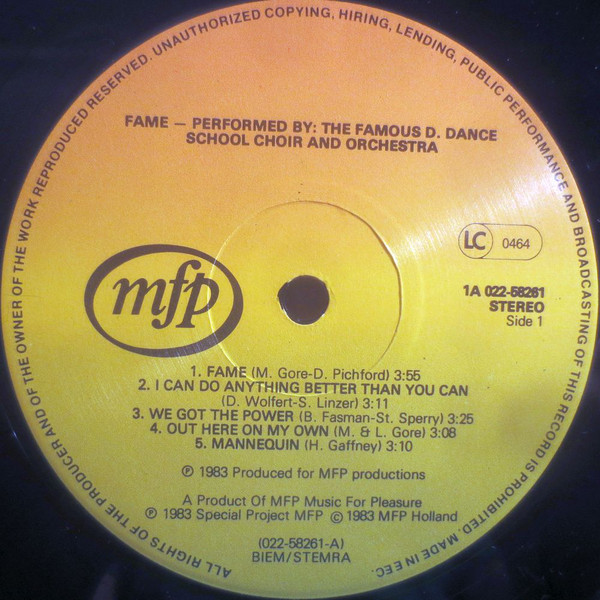 ALL RIGHTS OF THE PRODUCER AND OF THE OWNER OF THE WORK REPRODUCED RESERVED. UNAUTHORIZED COPYING, HIRING, LENDING, PUBLIC PERFORMANCE AND BROADCASTING OF THIS RECORD IS PROHIBITED. MADE IN EEC.
FAME — PERFORMED BY: THE FAMOUS D. DANCE
SCHOOL CHOIR AND ORCHESTRA
LC 0464
mfp
1A 022-58261
STEREO
Side 1
1. FAME (M. Gore-D. Pichford) 3:55
2. I CAN DO ANYTHING BETTER THAN YOU CAN
(D. Wolfert-S. Linzer) 3:11
3. WE GOT THE POWER (B. Fasman-St. Sperry) 3:25
4. OUT HERE ON MY OWN (M. & L. Gore) 3:08
5. MANNEQUIN (H. Gaffney) 3:10
℗ 1983 Produced for MFP productions
A Product Of MFP Music For Pleasure
℗ 1983 Special Project MFP © 1983 MFP Holland
(022-58261-A)
BIEM/STEMRA